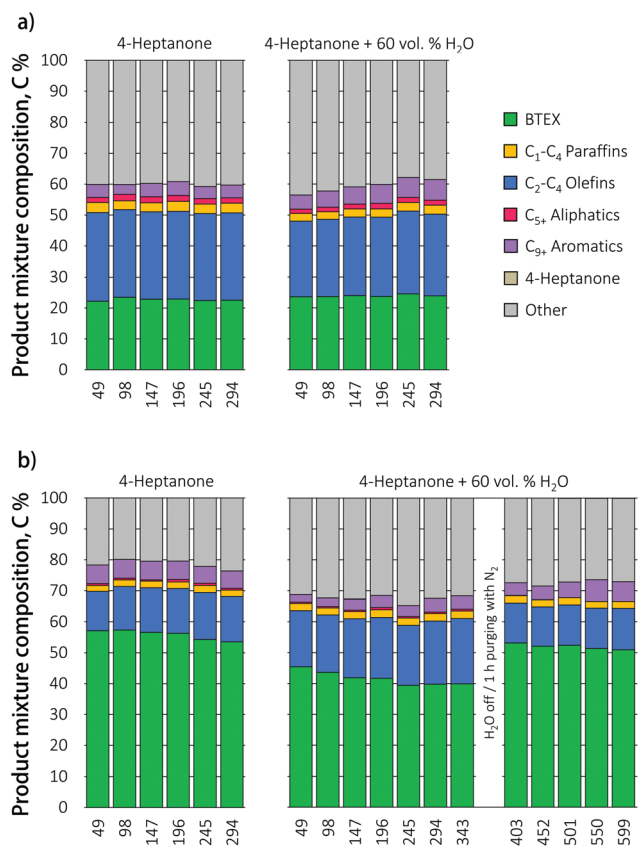 a)
4-Heptanone
4-Heptanone + 60 vol. % H₂O
Product mixture composition, C %
100
90
80
70
60
50
40
30
20
10
0
49 98 147 196 245 294
49 98 147 196 245 294
BTEX
C₁-C₄ Paraffins
C₂-C₄ Olefins
C₅₊ Aliphatics
C₉₊ Aromatics
4-Heptanone
Other
b)
4-Heptanone
4-Heptanone + 60 vol. % H₂O
Product mixture composition, C %
100
90
80
70
60
50
40
30
20
10
0
H₂O off / 1 h purging with N₂
49 98 147 196 245 294
49 98 147 196 245 294 343
403 452 501 550 599